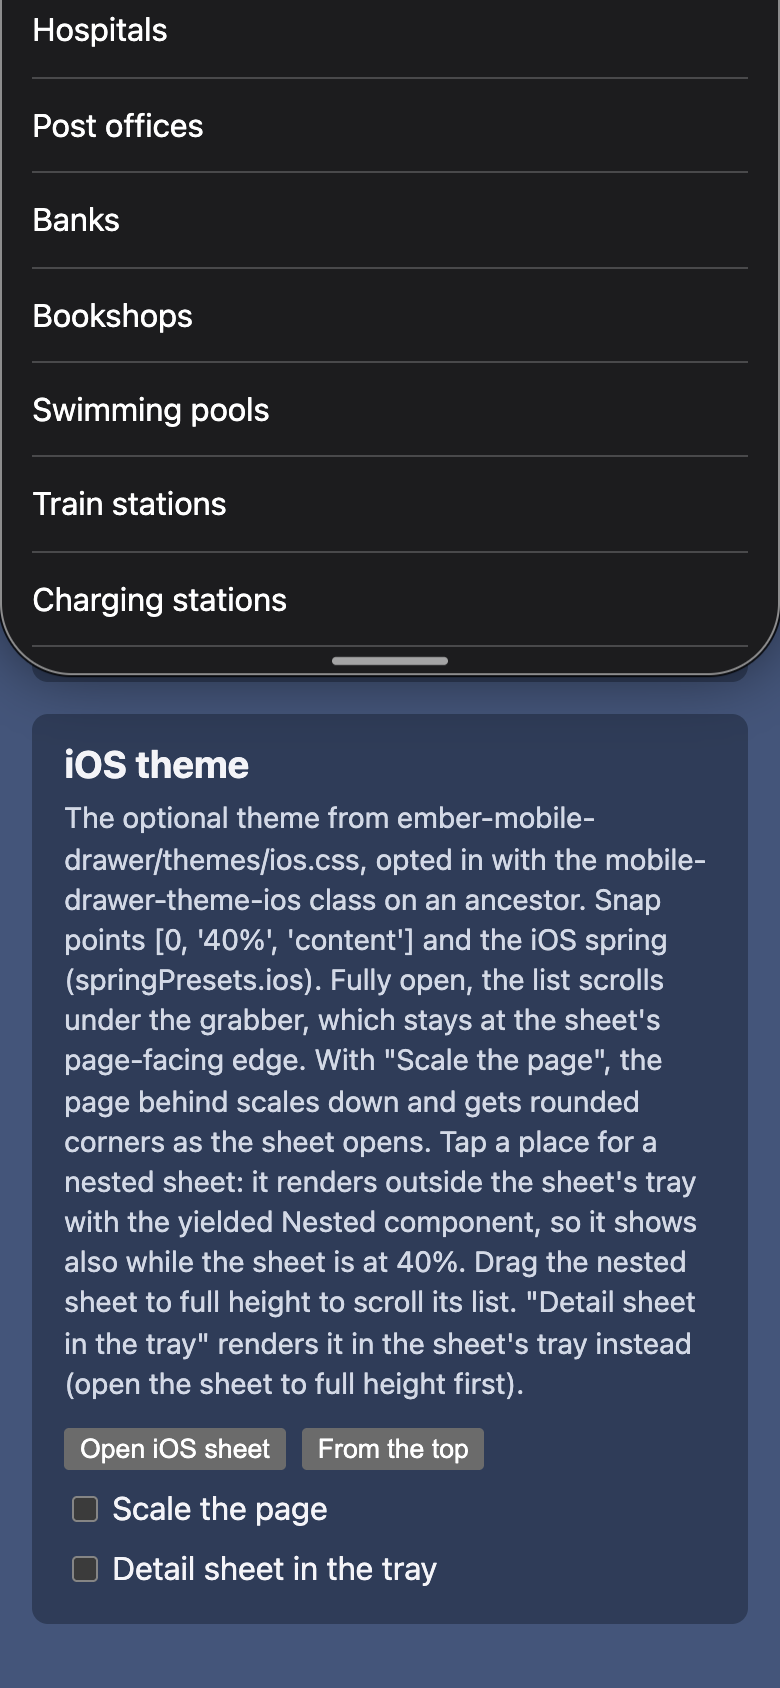 Hospitals
Post offices
Banks
Bookshops
Swimming pools
Train stations
Charging stations
iOS theme
The optional theme from ember-mobile-
drawer/themes/ios.css, opted in with the mobile-
drawer-theme-ios class on an ancestor. Snap
points [0, '40%', 'content'] and the iOS spring
(springPresets.ios). Fully open, the list scrolls
under the grabber, which stays at the sheet's
page-facing edge. With "Scale the page", the
page behind scales down and gets rounded
corners as the sheet opens. Tap a place for a
nested sheet: it renders outside the sheet's tray
with the yielded Nested component, so it shows
also while the sheet is at 40%. Drag the nested
sheet to full height to scroll its list. "Detail sheet
in the tray" renders it in the sheet's tray instead
(open the sheet to full height first).
Open iOS sheet
From the top
Scale the page
Detail sheet in the tray